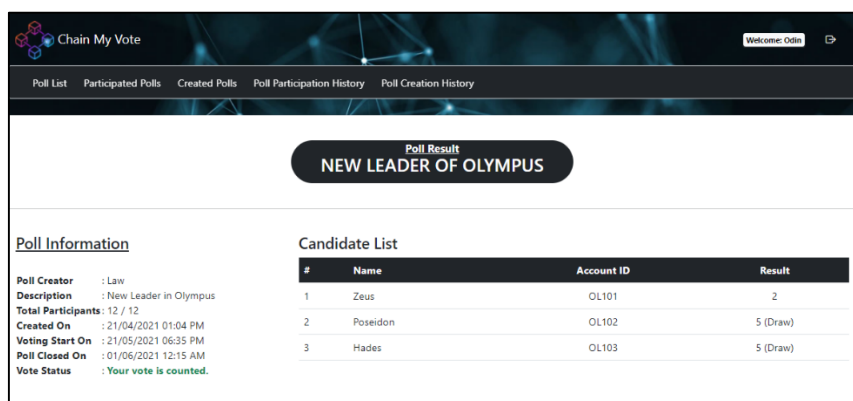 Chain My Vote
Welcome: Odin
Poll List Participated Polls Created Polls Poll Participation History Poll Creation History
Poll Result
NEW LEADER OF OLYMPUS
Poll Information
Poll Creator : Law
Description : New Leader in Olympus
Total Participants : 12 / 12
Created On : 21/04/2021 01:04 PM
Voting Start On : 21/05/2021 06:35 PM
Poll Closed On : 01/06/2021 12:15 AM
Vote Status : Your vote is counted.
Candidate List
# Name Account ID Result
1 Zeus OL101 2
2 Poseidon OL102 5 (Draw)
3 Hades OL103 5 (Draw)